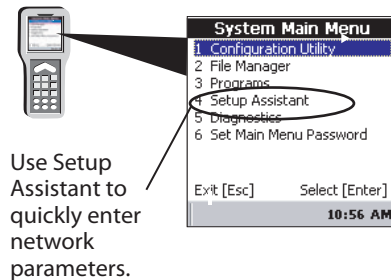 System Main Menu
1 Configuration Utility
2 File Manager
3 Programs
4 Setup Assistant
5 Diagnostics
6 Set Main Menu Password
Exit [Esc] Select [Enter]
10:56 AM
Use Setup
Assistant to
quickly enter
network
parameters.